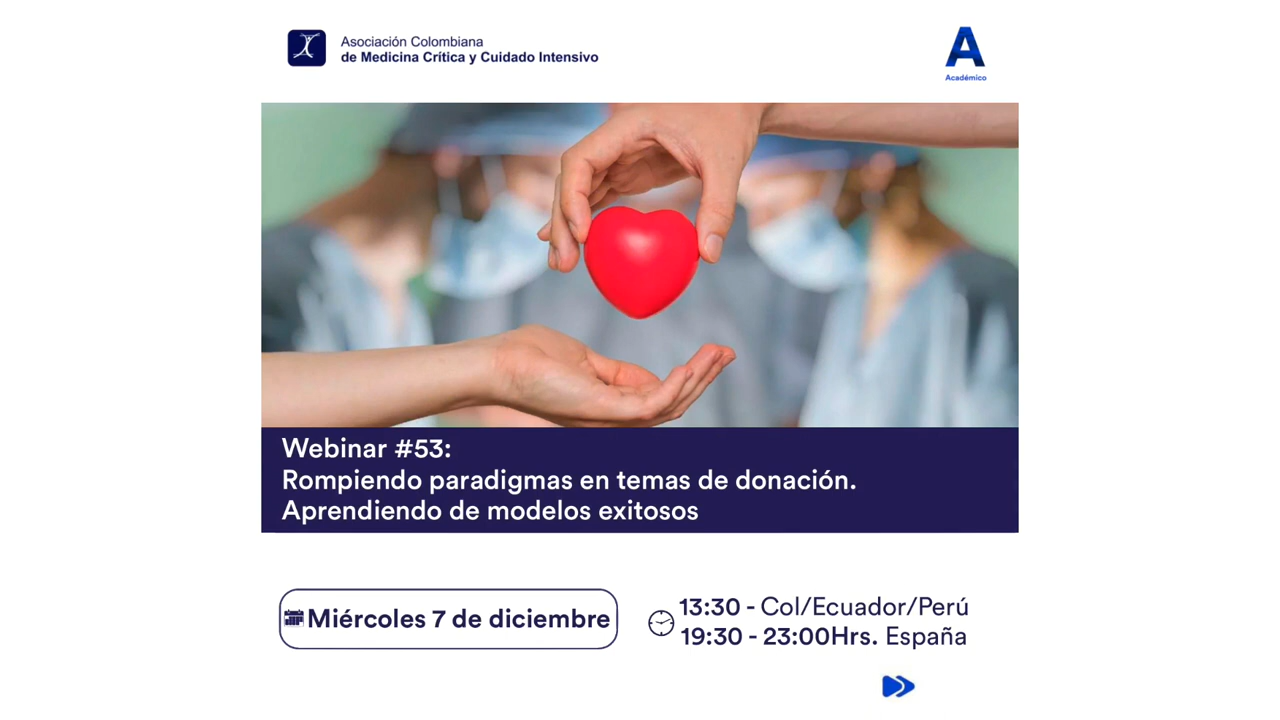 Asociación Colombiana
de Medicina Crítica y Cuidado Intensivo
A
Académico
Webinar #53:
Rompiendo paradigmas en temas de donación.
Aprendiendo de modelos exitosos
Miércoles 7 de diciembre
13:30 - Col/Ecuador/Perú
19:30 - 23:00Hrs. España